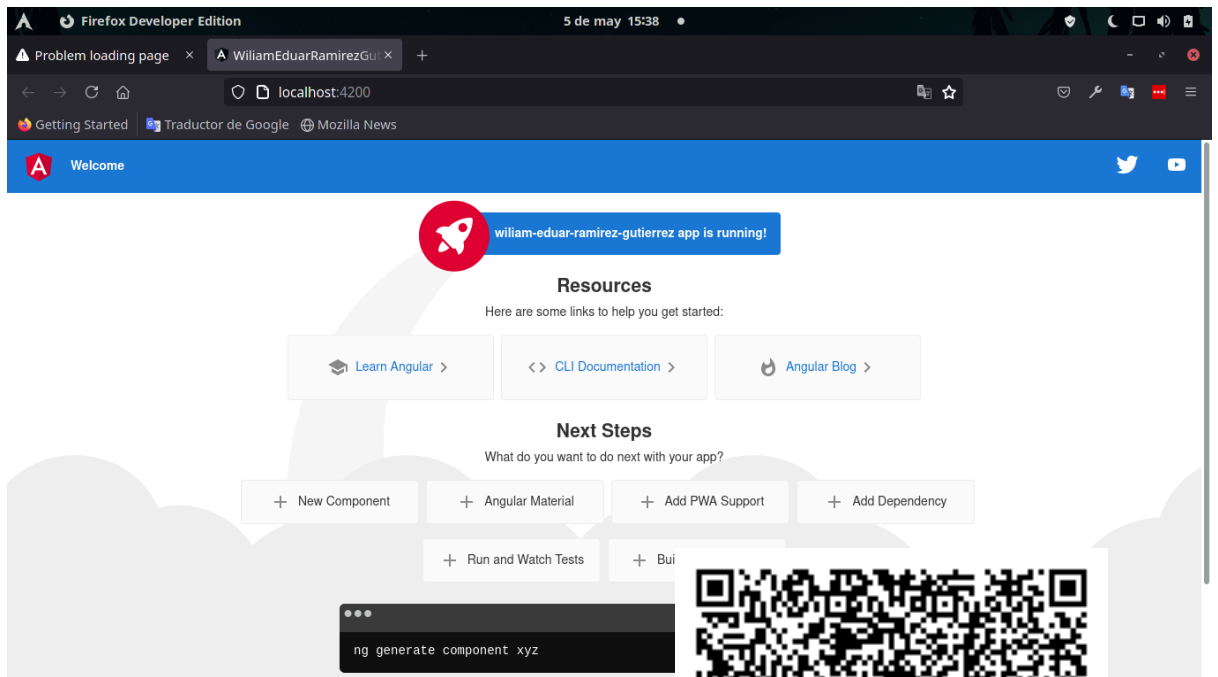 Firefox Developer Edition 5 de may 15:38
Problem loading page WiliamEduarRamirezGut
localhost:4200
Getting Started Traductor de Google Mozilla News
Welcome
wiliam-eduar-ramirez-gutierrez app is running!
Resources
Here are some links to help you get started:
Learn Angular CLI Documentation Angular Blog
Next Steps
What do you want to do next with your app?
New Component Angular Material Add PWA Support Add Dependency
Run and Watch Tests Bui
ng generate component xyz